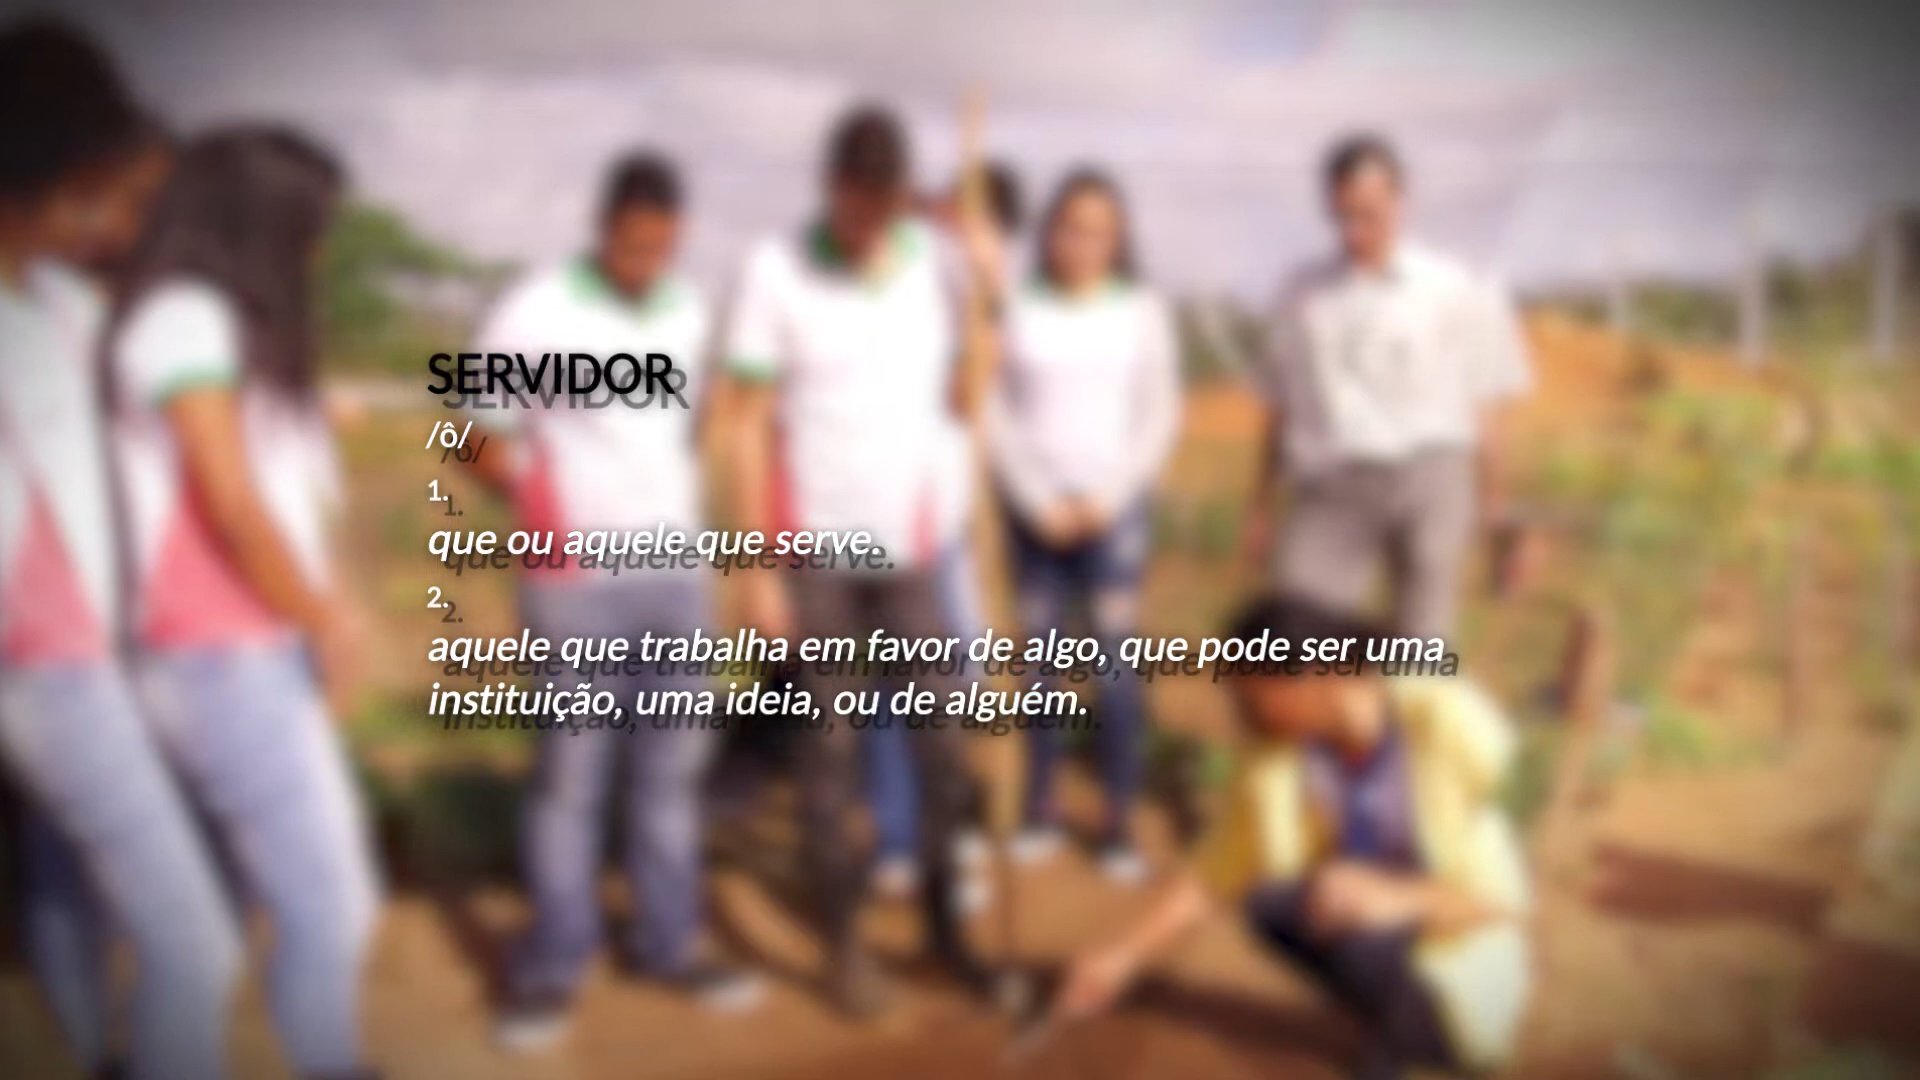 SERVIDOR
/ô/
1.
que ou aquele que serve.
2.
aquele que trabalha em favor de algo, que pode ser uma
instituição, uma ideia, ou de alguém.